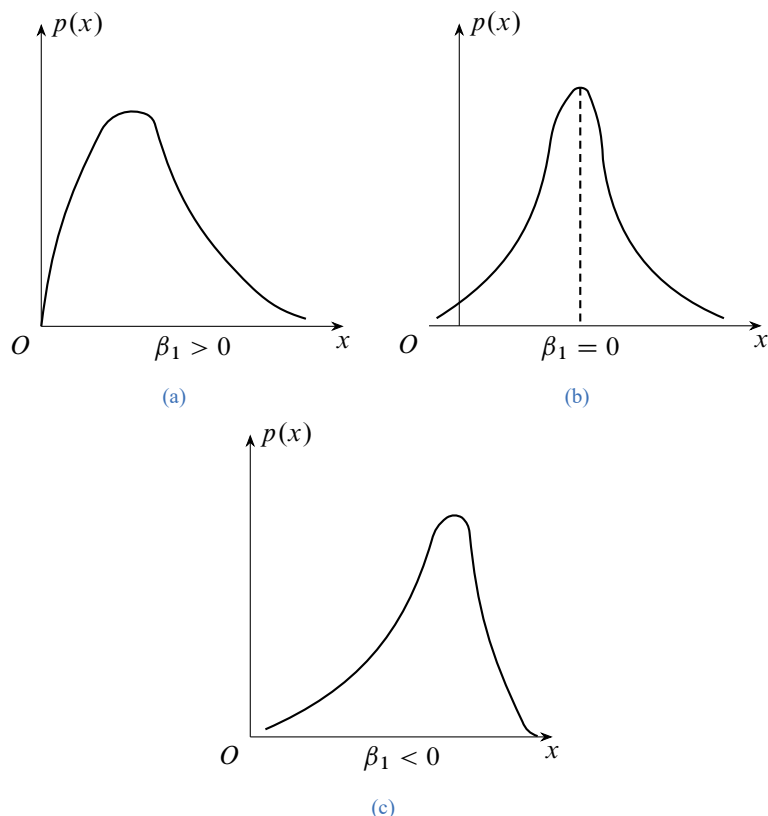 p(x)
O
β₁ > 0
x
(a)
p(x)
O
β₁ = 0
x
(b)
p(x)
O
β₁ < 0
x
(c)